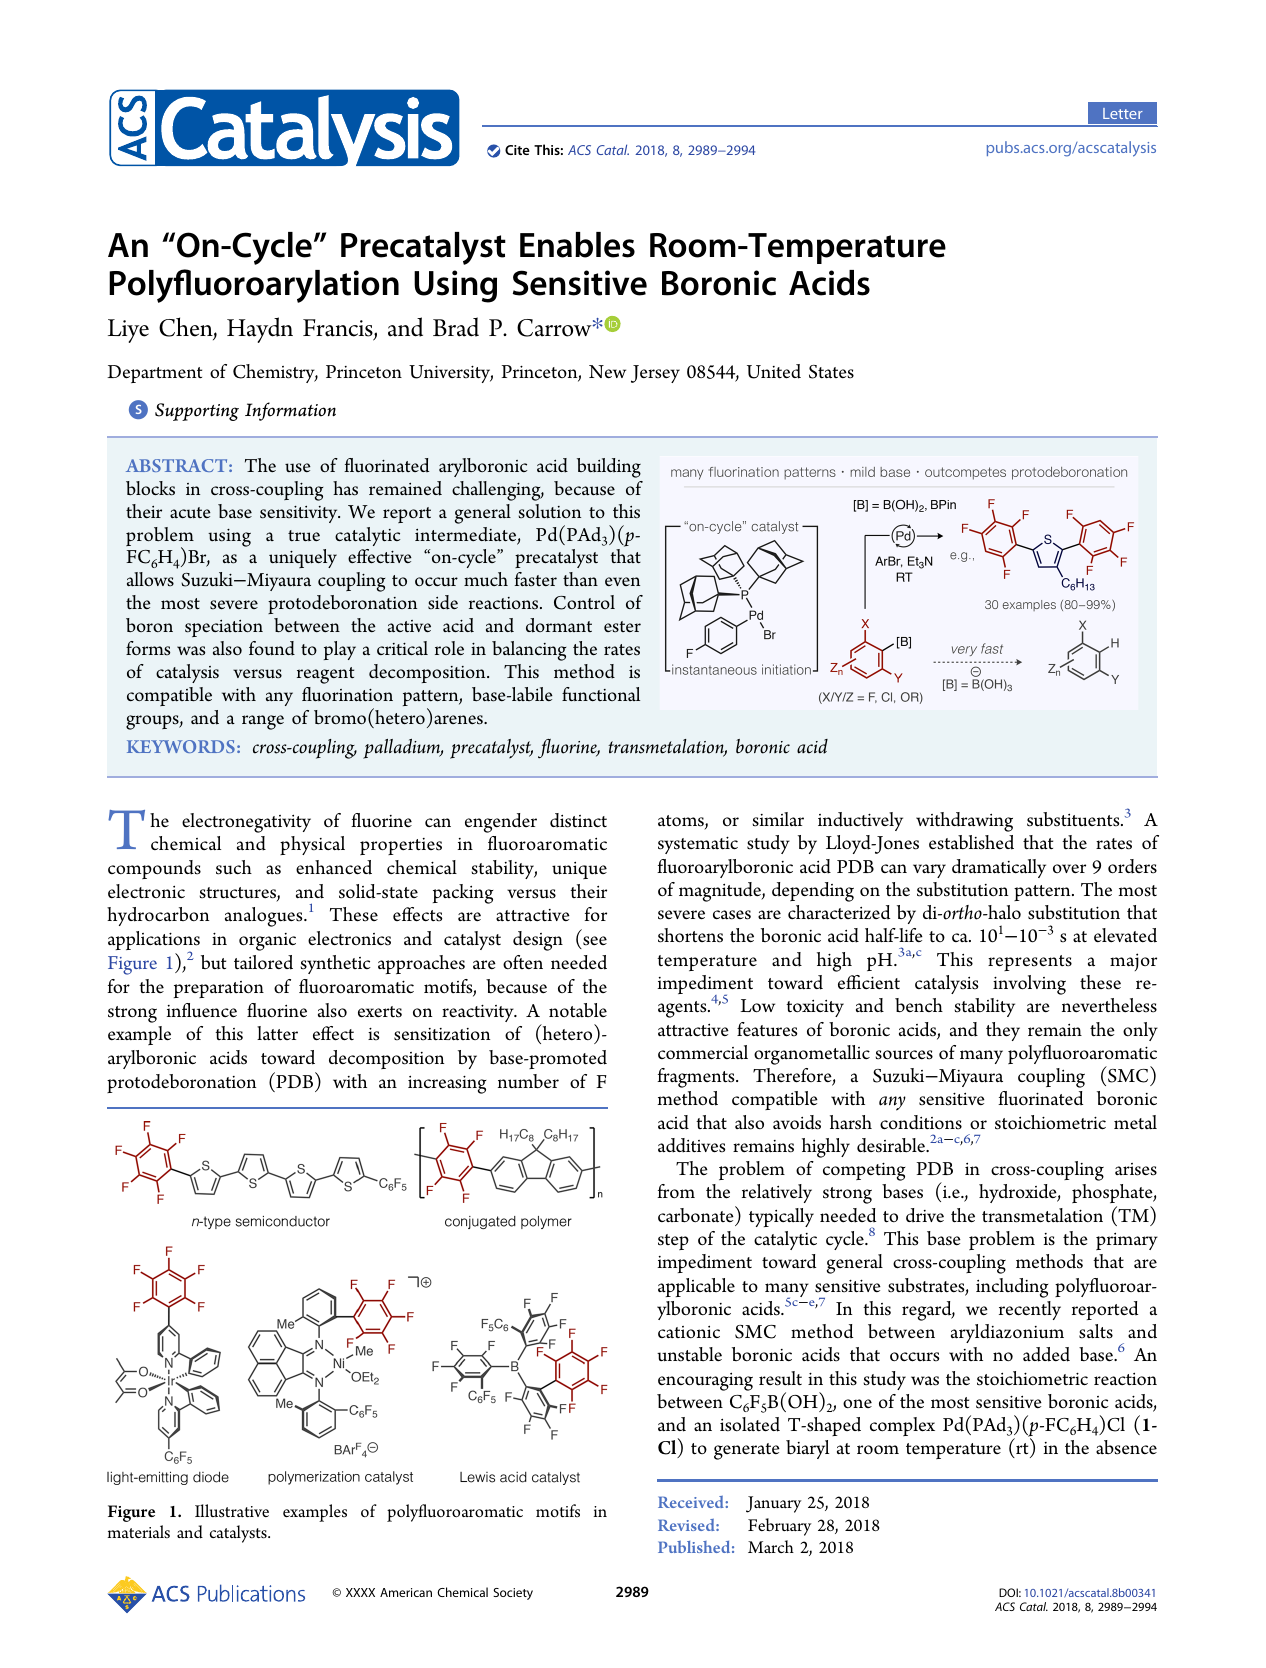 ACS Catalysis
Letter
Cite This: ACS Catal. 2018, 8, 2989−2994
pubs.acs.org/acscatalysis
An “On-Cycle” Precatalyst Enables Room-Temperature
Polyfluoroarylation Using Sensitive Boronic Acids
Liye Chen, Haydn Francis, and Brad P. Carrow*
Department of Chemistry, Princeton University, Princeton, New Jersey 08544, United States
S Supporting Information
ABSTRACT: The use of fluorinated arylboronic acid building
blocks in cross-coupling has remained challenging, because of
their acute base sensitivity. We report a general solution to this
problem using a true catalytic intermediate, Pd(PAd3)(p-
FC6H4)Br, as a uniquely effective “on-cycle” precatalyst that
allows Suzuki−Miyaura coupling to occur much faster than even
the most severe protodeboronation side reactions. Control of
boron speciation between the active acid and dormant ester
forms was also found to play a critical role in balancing the rates
of catalysis versus reagent decomposition. This method is
compatible with any fluorination pattern, base-labile functional
groups, and a range of bromo(hetero)arenes.
many fluorination patterns · mild base · outcompetes protodeboronation
“on-cycle” catalyst
P
Pd
Br
F
instantaneous initiation
[B] = B(OH)2, BPin
(Pd)
ArBr, Et3N
RT
e.g.,
F
F
F
F
S
F
F
F
F
C6H13
30 examples (80–99%)
X
[B]
Zn
Y
(X/Y/Z = F, Cl, OR)
very fast
⊖
[B] = B(OH)3
X
H
Zn
Y
KEYWORDS: cross-coupling, palladium, precatalyst, fluorine, transmetalation, boronic acid
The electronegativity of fluorine can engender distinct
chemical and physical properties in fluoroaromatic
compounds such as enhanced chemical stability, unique
electronic structures, and solid-state packing versus their
hydrocarbon analogues.1 These effects are attractive for
applications in organic electronics and catalyst design (see
Figure 1),2 but tailored synthetic approaches are often needed
for the preparation of fluoroaromatic motifs, because of the
strong influence fluorine also exerts on reactivity. A notable
example of this latter effect is sensitization of (hetero)-
arylboronic acids toward decomposition by base-promoted
protodeboronation (PDB) with an increasing number of F
F
F
F
F
F
S
S
S
S
C6F5
n-type semiconductor
F
F
F
F
H17C8
C8H17
n
conjugated polymer
F
F
F
F
F
N
O
Ir
O
N
C6F5
light-emitting diode
F
F
F
F
F
Me
N
Me
Ni
OEt2
N
Me
C6F5
BArF4⊖
⊕
polymerization catalyst
F
F
F5C6
F
F
F
F
F
F
F
F
B
F
F
F
C6F5
F
F
F
F
F
Lewis acid catalyst
Figure 1. Illustrative examples of polyfluoroaromatic motifs in
materials and catalysts.
atoms, or similar inductively withdrawing substituents.3 A
systematic study by Lloyd-Jones established that the rates of
fluoroarylboronic acid PDB can vary dramatically over 9 orders
of magnitude, depending on the substitution pattern. The most
severe cases are characterized by di-ortho-halo substitution that
shortens the boronic acid half-life to ca. 10^1−10^−3 s at elevated
temperature and high pH.3a,c This represents a major
impediment toward efficient catalysis involving these re-
agents.4,5 Low toxicity and bench stability are nevertheless
attractive features of boronic acids, and they remain the only
commercial organometallic sources of many polyfluoroaromatic
fragments. Therefore, a Suzuki−Miyaura coupling (SMC)
method compatible with any sensitive fluorinated boronic
acid that also avoids harsh conditions or stoichiometric metal
additives remains highly desirable.2a−c,6,7
The problem of competing PDB in cross-coupling arises
from the relatively strong bases (i.e., hydroxide, phosphate,
carbonate) typically needed to drive the transmetalation (TM)
step of the catalytic cycle.8 This base problem is the primary
impediment toward general cross-coupling methods that are
applicable to many sensitive substrates, including polyfluoroar-
ylboronic acids.5c−e,7 In this regard, we recently reported a
cationic SMC method between aryldiazonium salts and
unstable boronic acids that occurs with no added base.6 An
encouraging result in this study was the stoichiometric reaction
between C6F5B(OH)2, one of the most sensitive boronic acids,
and an isolated T-shaped complex Pd(PAd3)(p-FC6H4)Cl (1-
Cl) to generate biaryl at room temperature (rt) in the absence
Received: January 25, 2018
Revised: February 28, 2018
Published: March 2, 2018
ACS Publications
© XXXX American Chemical Society
2989
DOI: 10.1021/acscatal.8b00341
ACS Catal. 2018, 8, 2989−2994